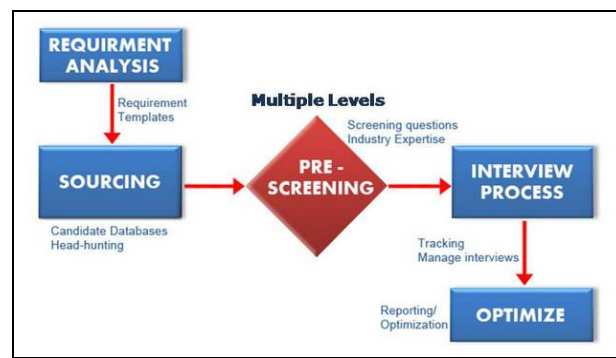 REQUIRMENT
ANALYSIS
Requirement
Templates
SOURCING
Candidate Databases
Head-hunting
Multiple Levels
PRE -
SCREENING
Screening questions
Industry Expertise
INTERVIEW
PROCESS
Tracking
Manage interviews
Reporting/
Optimization
OPTIMIZE